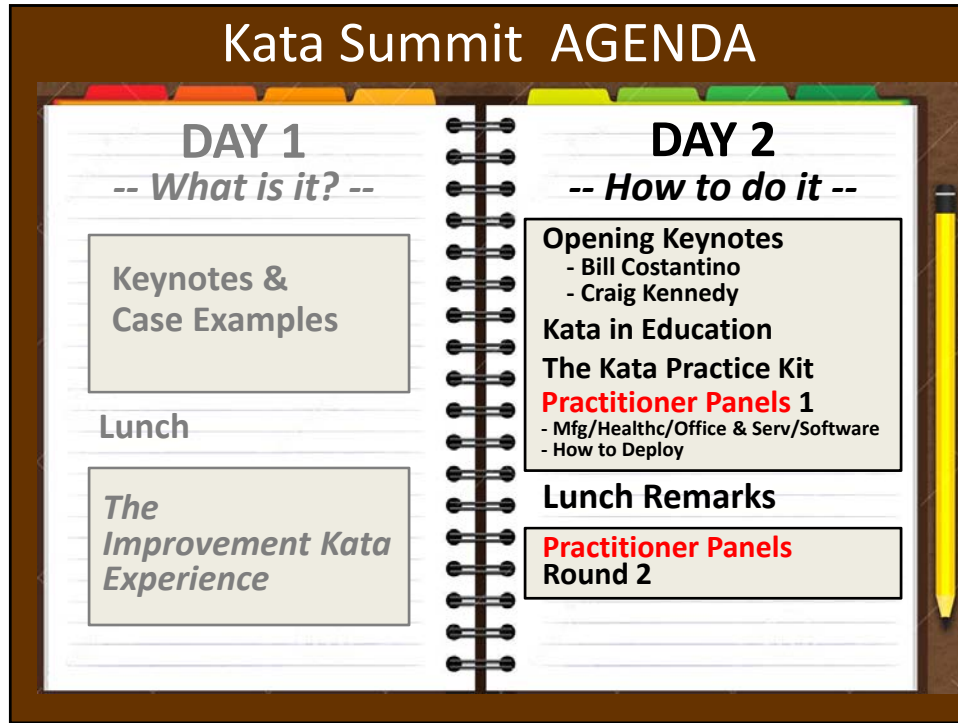 Kata Summit AGENDA
DAY 1
-- What is it? --
Keynotes &
Case Examples
Lunch
The
Improvement Kata
Experience
DAY 2
-- How to do it --
Opening Keynotes
- Bill Costantino
- Craig Kennedy
Kata in Education
The Kata Practice Kit
Practitioner Panels 1
- Mfg/Healthc/Office & Serv/Software
- How to Deploy
Lunch Remarks
Practitioner Panels
Round 2